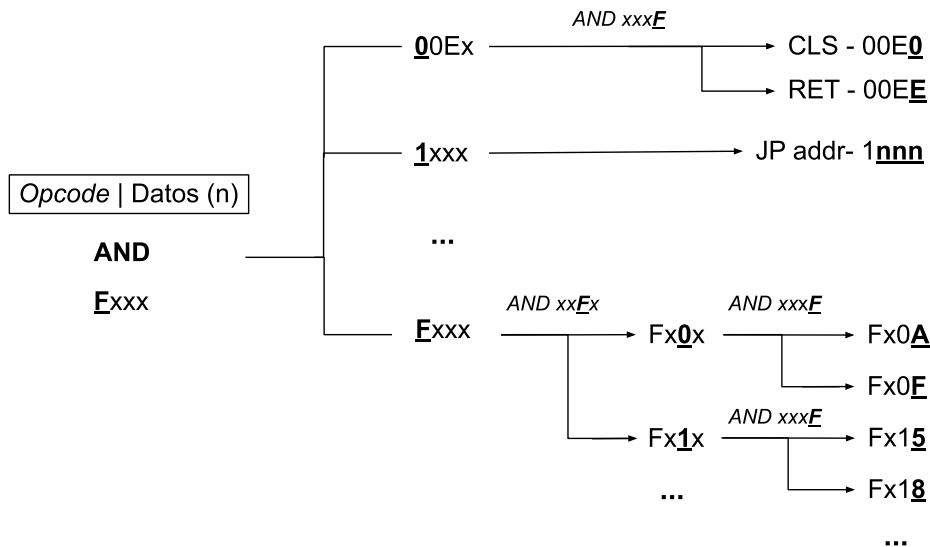 AND xxxF
00Ex
CLS - 00E0
RET - 00EE
1xxx
JP addr- 1nnn
Opcode | Datos (n)
AND
Fxxx
...
Fxxx
AND xxFx
Fx0x
AND xxxF
Fx0A
Fx0F
Fx1x
AND xxxF
Fx15
Fx18
...
...